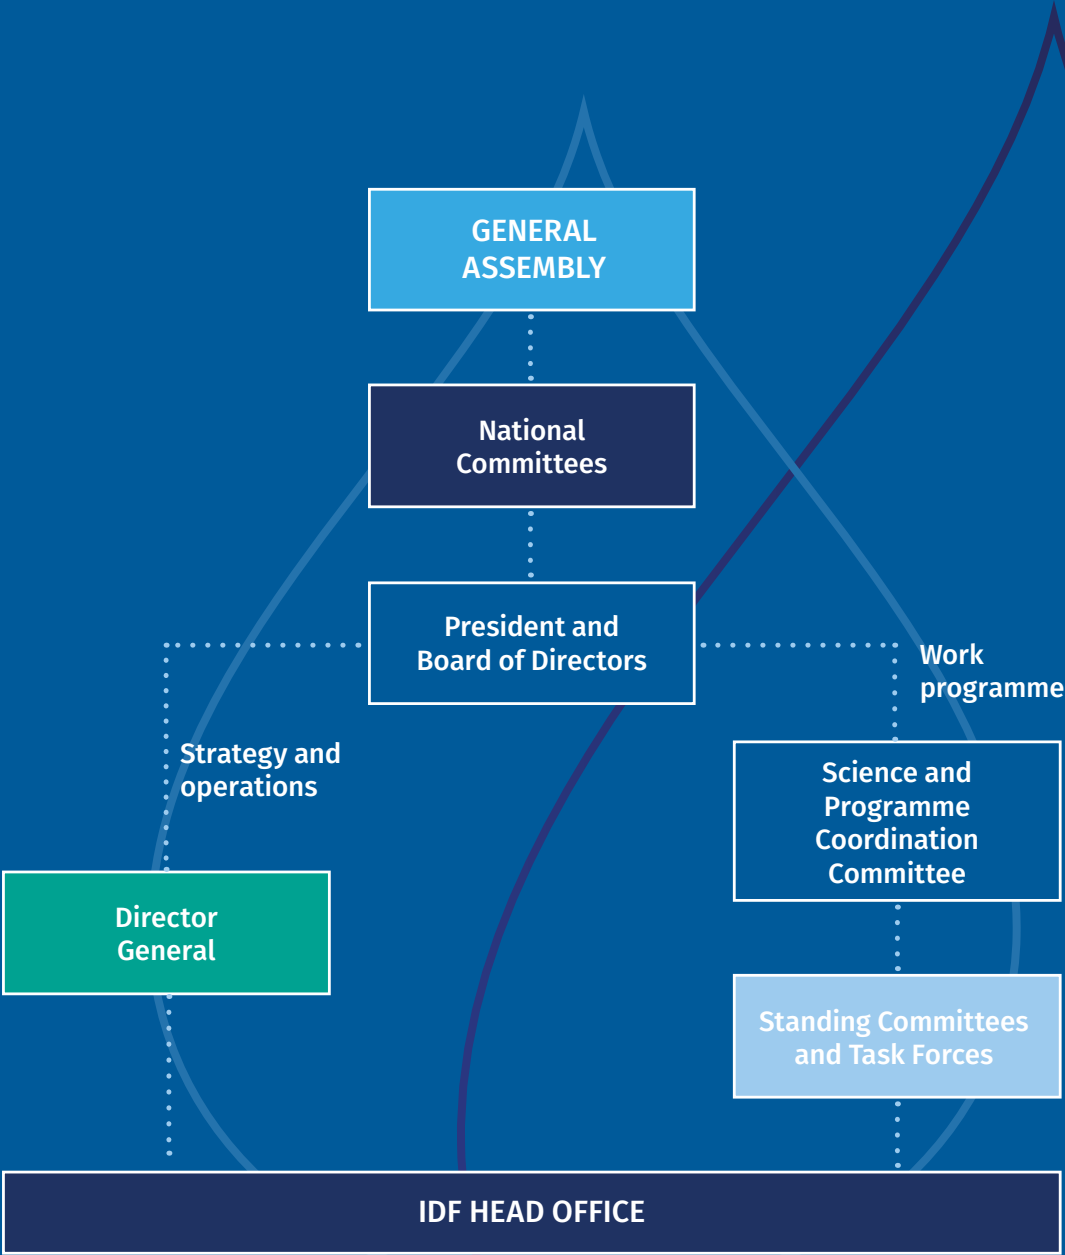 GENERAL
ASSEMBLY
National
Committees
President and
Board of Directors
Work
programme
Strategy and
operations
Science and
Programme
Coordination
Committee
Director
General
Standing Committees
and Task Forces
IDF HEAD OFFICE